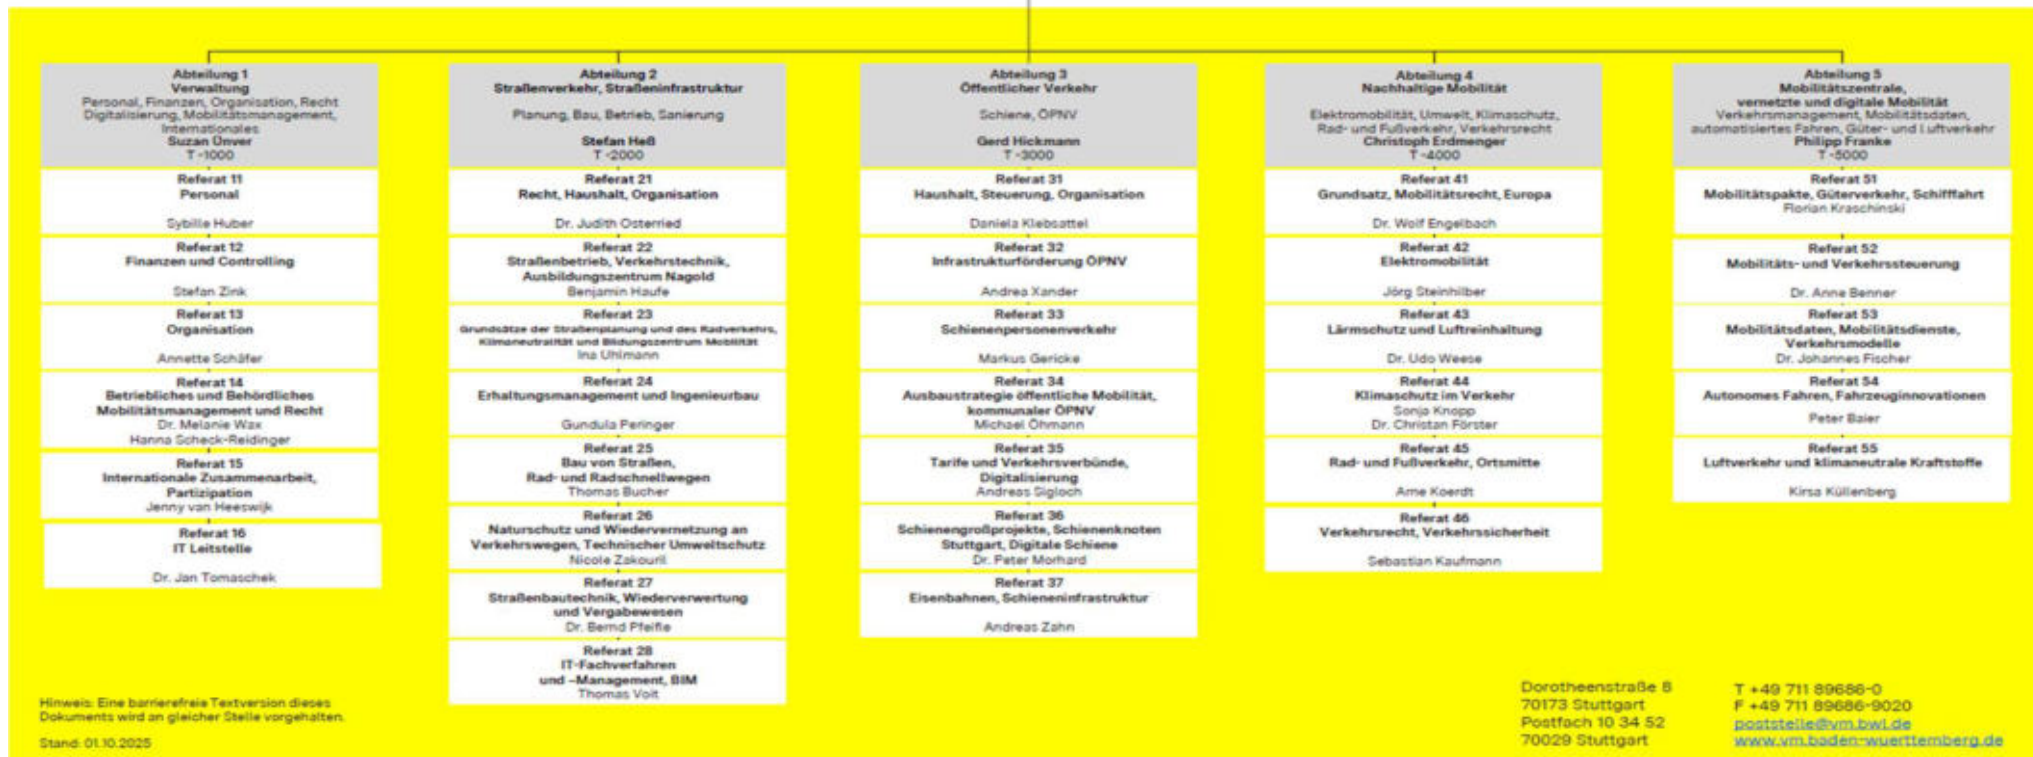 Abteilung 1
Verwaltung
Personal, Finanzen, Organisation, Recht
Digitalisierung, Mobilitätsmanagement,
Internationales
Suzan Ünver
T -1000
Referat 11
Personal
Sybille Huber
Referat 12
Finanzen und Controlling
Stefan Zink
Referat 13
Organisation
Annette Schäfer
Referat 14
Betriebliches und Behördliches
Mobilitätsmanagement und Recht
Dr. Melanie Wax
Hanna Scheck-Reidinger
Referat 15
Internationale Zusammenarbeit,
Partizipation
Jenny van Heeswijk
Referat 16
IT Leitstelle
Dr. Jan Tomaschek
Abteilung 2
Straßenverkehr, Straßeninfrastruktur
Planung, Bau, Betrieb, Sanierung
Stefan Heß
T -2000
Referat 21
Recht, Haushalt, Organisation
Dr. Judith Osterried
Referat 22
Straßenbetrieb, Verkehrstechnik,
Ausbildungszentrum Nagold
Benjamin Haufe
Referat 23
Grundsätze der Straßenplanung und des Radverkehrs,
Klimaneutralität und Bildungszentrum Mobilität
Ina Uhlmann
Referat 24
Erhaltungsmanagement und Ingenieurbau
Gundula Peringer
Referat 25
Bau von Straßen,
Rad- und Radschnellwegen
Thomas Bucher
Referat 26
Naturschutz und Wiedervernetzung an
Verkehrswegen, Technischer Umweltschutz
Nicole Zakouril
Referat 27
Straßenbautechnik, Wiederverwertung
und Vergabewesen
Dr. Bernd Pfeifle
Referat 28
IT-Fachverfahren
und –Management, BIM
Thomas Voit
Abteilung 3
Öffentlicher Verkehr
Schiene, ÖPNV
Gerd Hickmann
T -3000
Referat 31
Haushalt, Steuerung, Organisation
Daniela Klebsattel
Referat 32
Infrastrukturförderung ÖPNV
Andrea Xander
Referat 33
Schienenpersonenverkehr
Markus Gericke
Referat 34
Ausbaustrategie öffentliche Mobilität,
kommunaler ÖPNV
Michael Öhmann
Referat 35
Tarife und Verkehrsverbünde,
Digitalisierung
Andreas Sigloch
Referat 36
Schienengroßprojekte, Schienenknoten
Stuttgart, Digitale Schiene
Dr. Peter Morhard
Referat 37
Eisenbahnen, Schieneninfrastruktur
Andreas Zahn
Abteilung 4
Nachhaltige Mobilität
Elektromobilität, Umwelt, Klimaschutz,
Rad- und Fußverkehr, Verkehrsrecht
Christoph Erdmenger
T -4000
Referat 41
Grundsatz, Mobilitätsrecht, Europa
Dr. Wolf Engelbach
Referat 42
Elektromobilität
Jörg Steinhilber
Referat 43
Lärmschutz und Luftreinhaltung
Dr. Udo Weese
Referat 44
Klimaschutz im Verkehr
Sonja Knopp
Dr. Christan Förster
Referat 45
Rad- und Fußverkehr, Ortsmitte
Arne Koerdt
Referat 46
Verkehrsrecht, Verkehrssicherheit
Sebastian Kaufmann
Abteilung 5
Mobilitätszentrale,
vernetzte und digitale Mobilität
Verkehrsmanagement, Mobilitätsdaten,
automatisiertes Fahren, Güter- und Luftverkehr
Philipp Franke
T -5000
Referat 51
Mobilitätspakte, Güterverkehr, Schifffahrt
Florian Kraschinski
Referat 52
Mobilitäts- und Verkehrssteuerung
Dr. Anne Benner
Referat 53
Mobilitätsdaten, Mobilitätsdienste,
Verkehrsmodelle
Dr. Johannes Fischer
Referat 54
Autonomes Fahren, Fahrzeuginnovationen
Peter Baier
Referat 55
Luftverkehr und klimaneutrale Kraftstoffe
Kirsa Küllenberg
Hinweis: Eine barrierefreie Textversion dieses
Dokuments wird an gleicher Stelle vorgehalten.
Stand: 01.10.2025
Dorotheenstraße 8
70173 Stuttgart
Postfach 10 34 52
70029 Stuttgart
T +49 711 89686-0
F +49 711 89686-9020
poststelle@vm.bwl.de
www.vm.baden-wuerttemberg.de